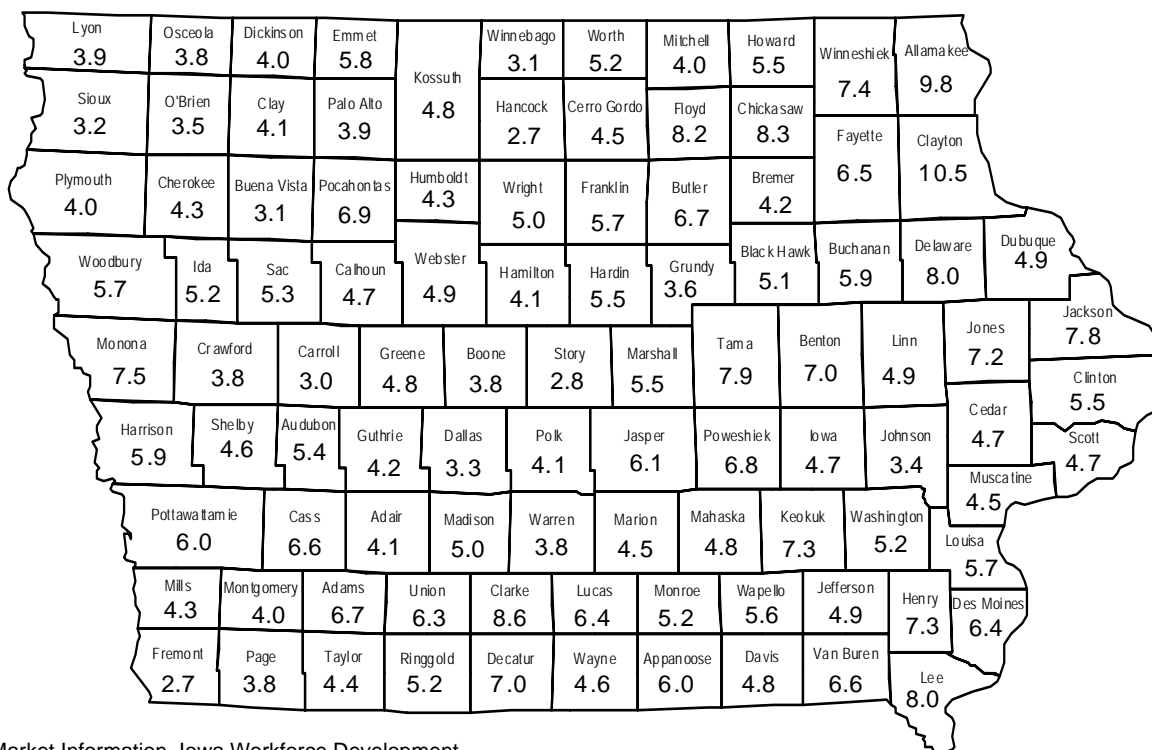 Lyon Osceola Dickinson Emmet Winnebago Worth Mitchell Howard Winneshiek Allamakee
3.9 3.8 4.0 5.8 3.1 5.2 4.0 5.5 7.4 9.8
Kossuth
4.8
Sioux O'Brien Clay Palo Alto Hancock Cerro Gordo Floyd Chickasaw Fayette Clayton
3.2 3.5 4.1 3.9 2.7 4.5 8.2 8.3 6.5 10.5
Plymouth Cherokee Buena Vista Pocahontas Humboldt Wright Franklin Butler Bremer
4.0 4.3 3.1 6.9 4.3 5.0 5.7 6.7 4.2
Woodbury Ida Sac Calhoun Webster Hamilton Hardin Grundy Black Hawk Buchanan Delaware Dubuque
5.7 5.2 5.3 4.7 4.9 4.1 5.5 3.6 5.1 5.9 8.0 4.9
Monona Crawford Carroll Greene Boone Story Marshall Tama Benton Linn Jones Jackson
7.5 3.8 3.0 4.8 3.8 2.8 5.5 7.9 7.0 4.9 7.2 7.8
Clinton
5.5
Harrison Shelby Audubon Guthrie Dallas Polk Jasper Poweshiek Iowa Johnson Cedar Scott
5.9 4.6 5.4 4.2 3.3 4.1 6.1 6.8 4.7 3.4 4.7 4.7
Muscatine
4.5
Pottawattamie Cass Adair Madison Warren Marion Mahaska Keokuk Washington Louisa
6.0 6.6 4.1 5.0 3.8 4.5 4.8 7.3 5.2 5.7
Mills Montgomery Adams Union Clarke Lucas Monroe Wapello Jefferson Henry Des Moines
4.3 4.0 6.7 6.3 8.6 6.4 5.2 5.6 4.9 7.3 6.4
Fremont Page Taylor Ringgold Decatur Wayne Appanoose Davis Van Buren Lee
2.7 3.8 4.4 5.2 7.0 4.6 6.0 4.8 6.6 8.0
Market Information, Iowa Workforce Development